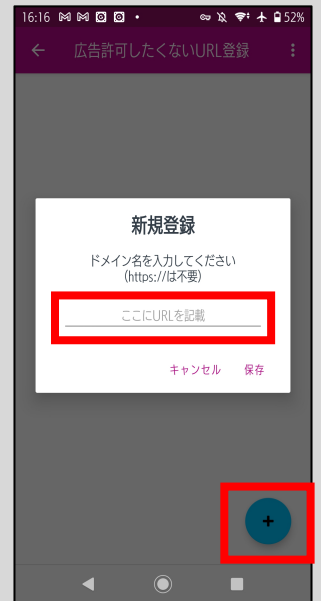 16:16 52%
広告許可したくないURL登録
新規登録
ドメイン名を入力してください
(https://は不要)
ここにURLを記載
キャンセル 保存
+